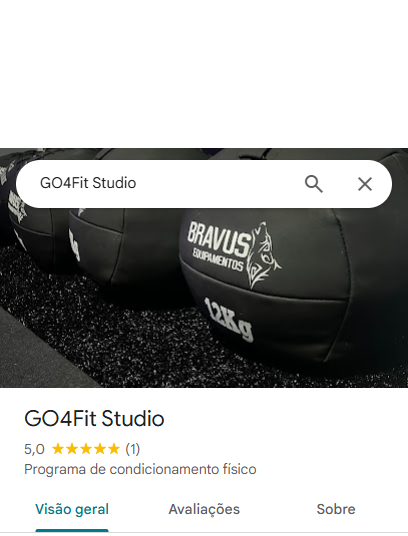 GO4Fit Studio
BRAVUS
EQUIPAMENTOS
12Kg
GO4Fit Studio
5,0 (1)
Programa de condicionamento físico
Visão geral Avaliações Sobre